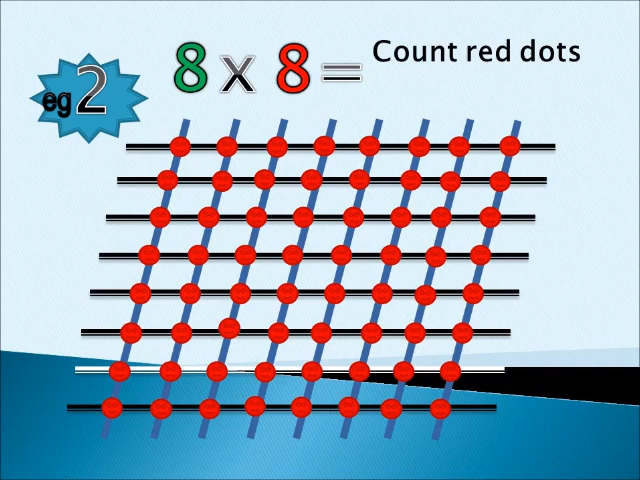 8 x 8 =
Count red dots
eg 2